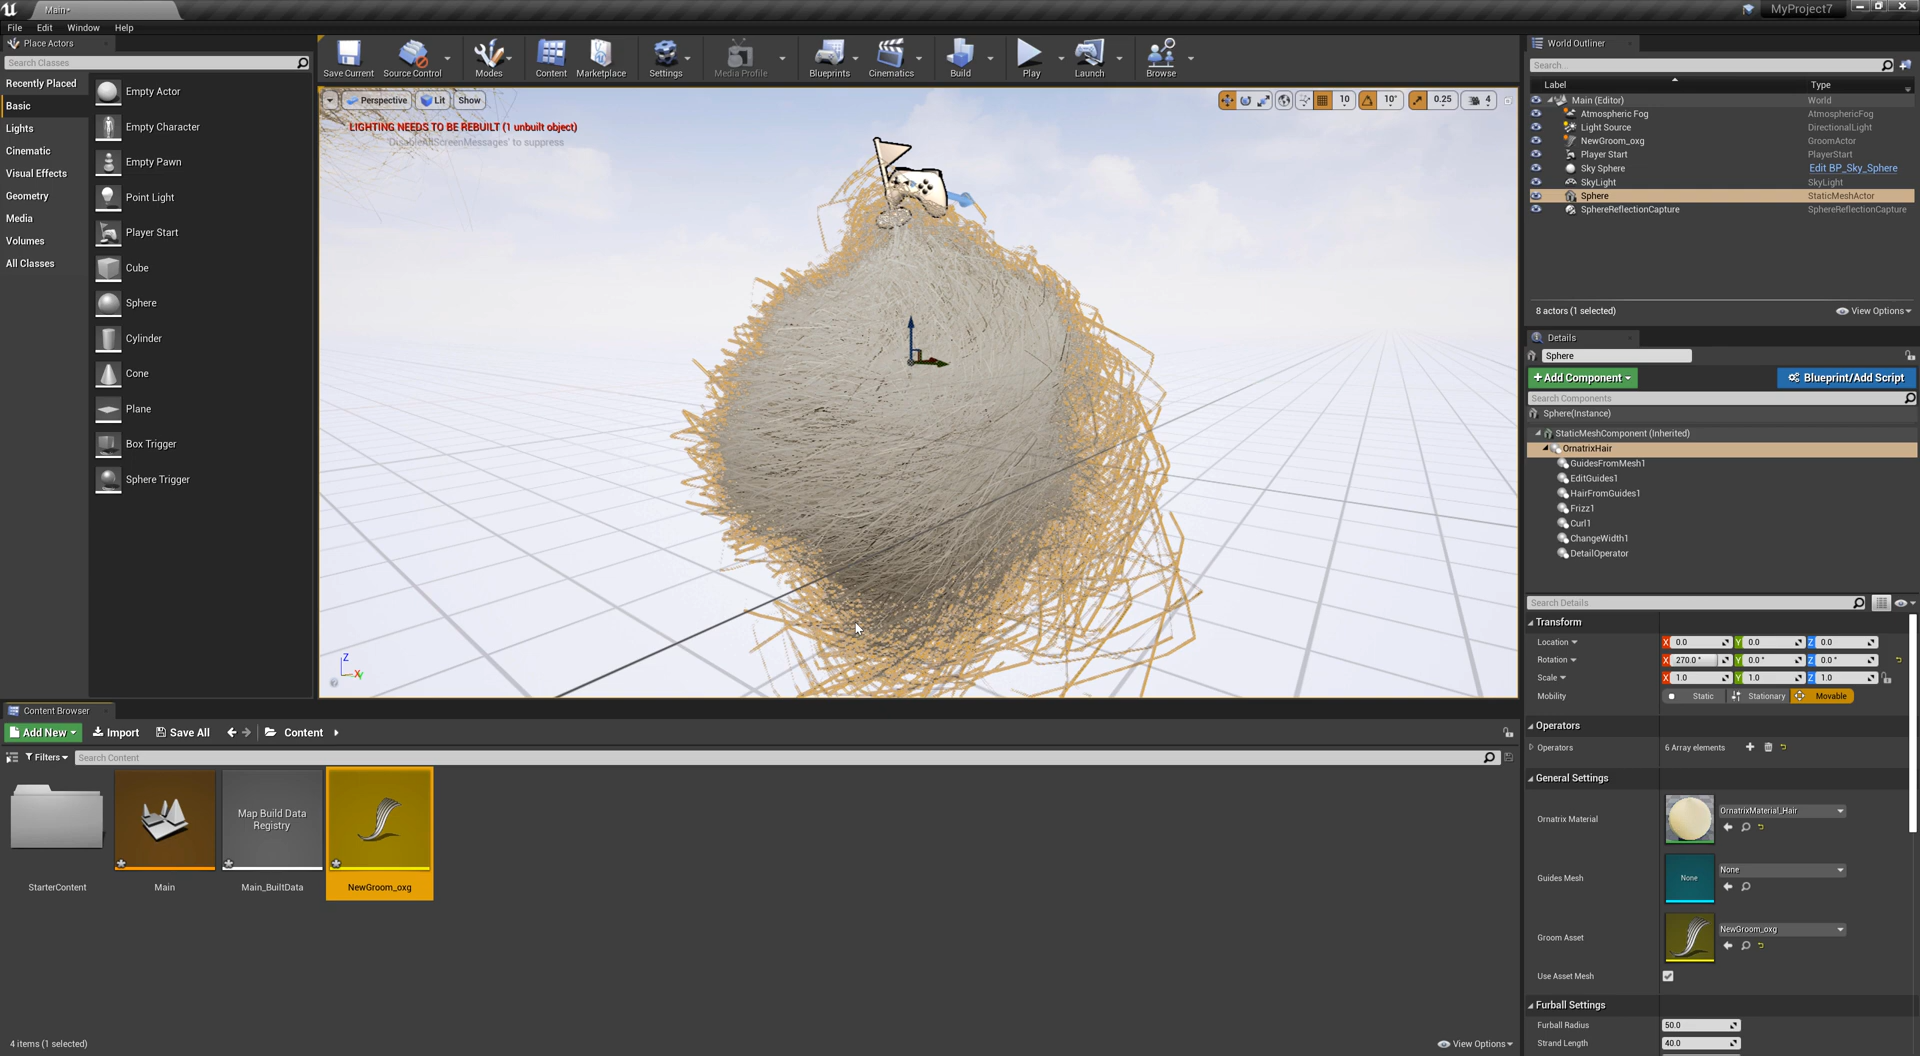 Main*
MyProject7
File Edit Window Help
Place Actors
Search Classes
Recently Placed
Basic
Lights
Cinematic
Visual Effects
Geometry
Media
Volumes
All Classes
Empty Actor
Empty Character
Empty Pawn
Point Light
Player Start
Cube
Sphere
Cylinder
Cone
Plane
Box Trigger
Sphere Trigger
Save Current Source Control Modes Content Marketplace Settings Media Profile Blueprints Cinematics Build Play Launch Browse
Perspective Lit Show 10 10° 0.25 4
LIGHTING NEEDS TO BE REBUILT (1 unbuilt object)
'DisableAllScreenMessages' to suppress
Z
X
World Outliner
Search...
Label Type
Main (Editor) World
Atmospheric Fog AtmosphericFog
Light Source DirectionalLight
NewGroom_oxg GroomActor
Player Start PlayerStart
Sky Sphere Edit BP_Sky_Sphere
SkyLight SkyLight
Sphere StaticMeshActor
SphereReflectionCapture SphereReflectionCapture
8 actors (1 selected) View Options
Details
Sphere
+Add Component Blueprint/Add Script
Search Components
Sphere(Instance)
StaticMeshComponent (Inherited)
OrnatrixHair
GuidesFromMesh1
EditGuides1
HairFromGuides1
Frizz1
Curl1
ChangeWidth1
DetailOperator
Search Details
Transform
Location X 0.0 Y 0.0 Z 0.0
Rotation X 270.0 ° Y 0.0 ° Z 0.0 °
Scale X 1.0 Y 1.0 Z 1.0
Mobility Static Stationary Movable
Operators
Operators 6 Array elements
General Settings
Ornatrix Material OrnatrixMaterial_Hair
Guides Mesh None None
Groom Asset NewGroom_oxg
Use Asset Mesh
Furball Settings
Furball Radius 50.0
Strand Length 40.0
Content Browser
Add New Import Save All Content
Filters Search Content
StarterContent
Main
Map Build Data
Registry
Main_BuiltData
NewGroom_oxg
4 items (1 selected) View Options